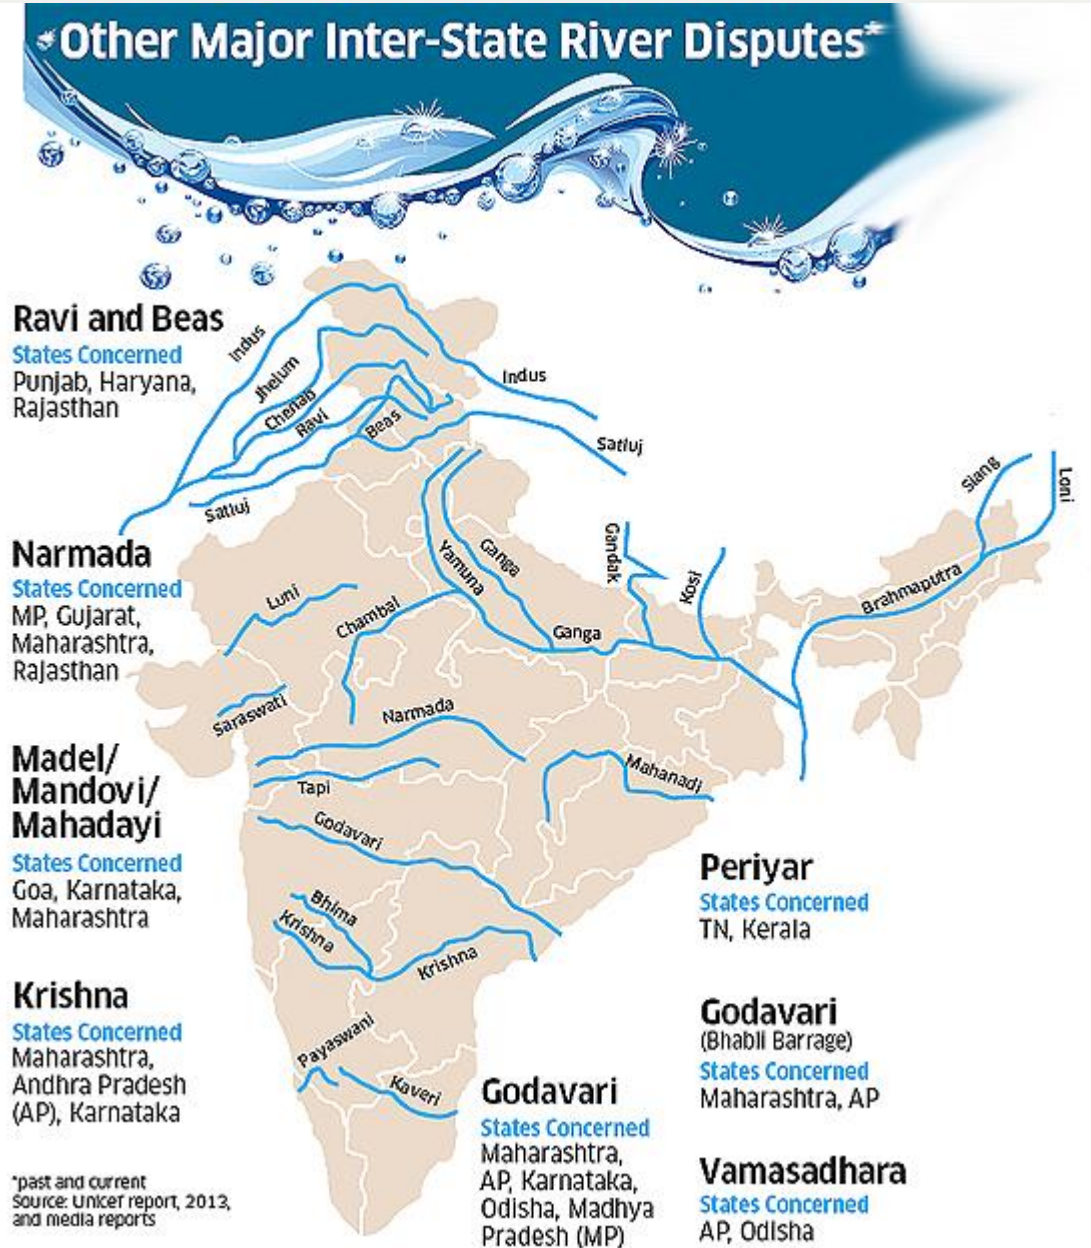 Other Major Inter-State River Disputes*
Ravi and Beas
States Concerned
Punjab, Haryana,
Rajasthan
Indus
Jhelum
Chenab
Ravi
Beas
Indus
Satluj
Satluj
Narmada
States Concerned
MP, Gujarat,
Maharashtra,
Rajasthan
Luni
Chambal
Yamuna
Ganga
Ganga
Gandak
Kosi
Siang
Loni
Brahmaputra
Saraswati
Narmada
Tapi
Mahanadi
Godavari
Madei/
Mandovi/
Mahadayi
States Concerned
Goa, Karnataka,
Maharashtra
Bhima
Krishna
Krishna
Krishna
States Concerned
Maharashtra,
Andhra Pradesh
(AP), Karnataka
Payaswani
Kaveri
Periyar
States Concerned
TN, Kerala
Godavari
(Bhabli Barrage)
States Concerned
Maharashtra, AP
Godavari
States Concerned
Maharashtra,
AP, Karnataka,
Odisha, Madhya
Pradesh (MP)
Vamasadhara
States Concerned
AP, Odisha
*past and current
Source: Unicef report, 2013,
and media reports